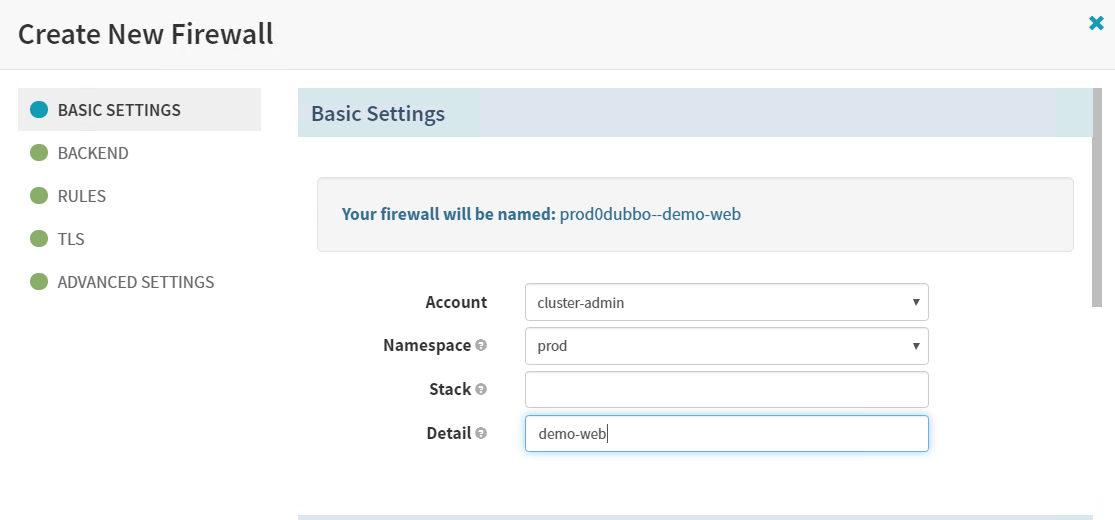 Create New Firewall
BASIC SETTINGS
BACKEND
RULES
TLS
ADVANCED SETTINGS
Basic Settings
Your firewall will be named: prod0dubbo--demo-web
Account cluster-admin
Namespace prod
Stack
Detail demo-web